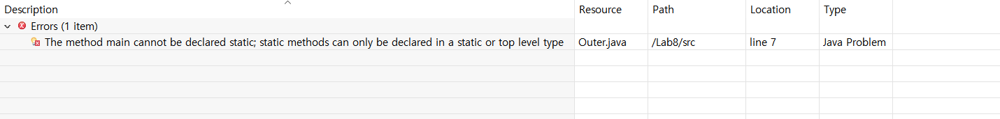 Description Resource Path Location Type
Errors (1 item)
The method main cannot be declared static; static methods can only be declared in a static or top level type Outer.java /Lab8/src line 7 Java Problem